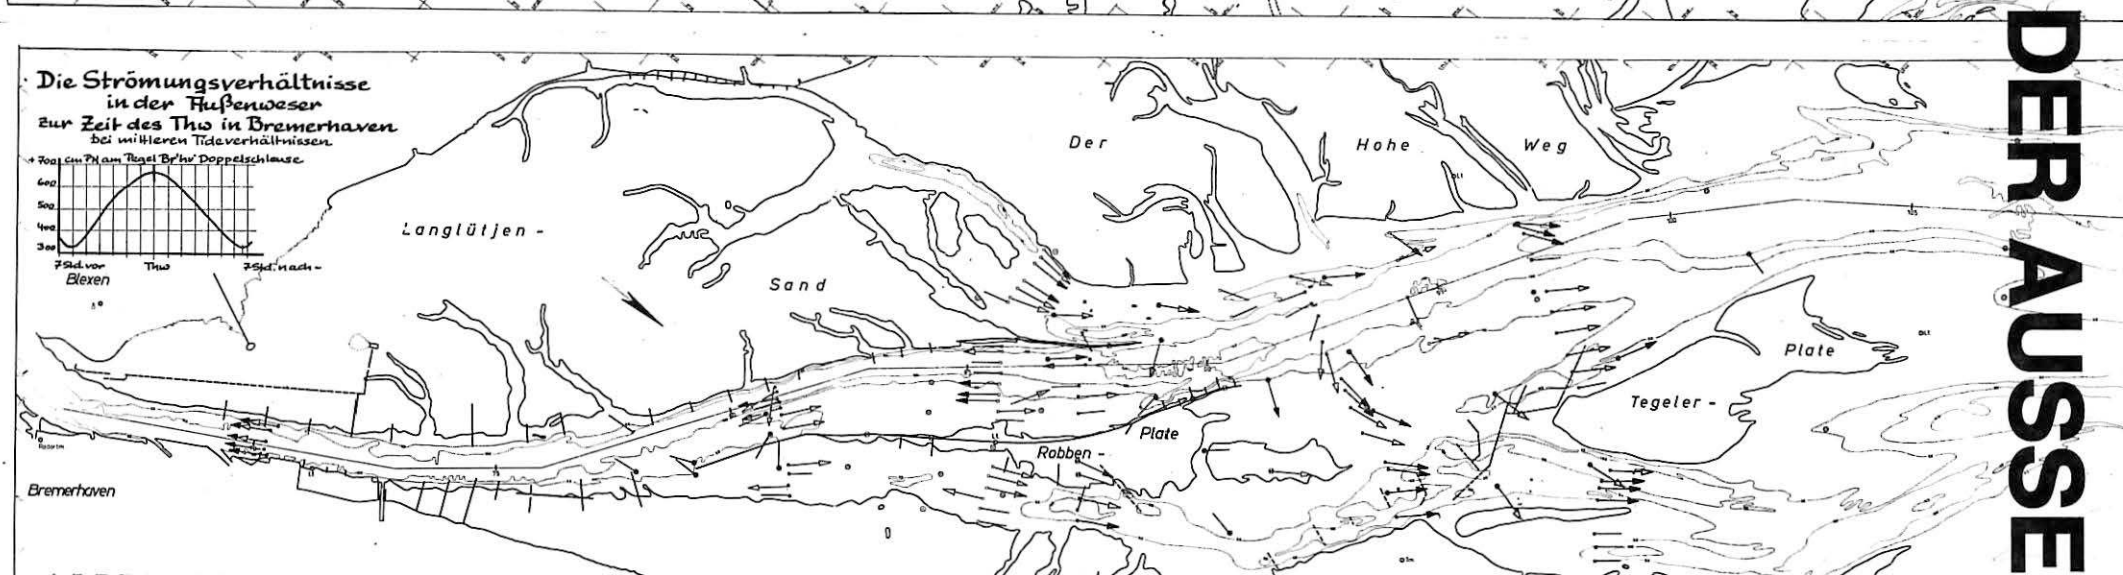 Die Strömungsverhältnisse
in der Außenweser
zur Zeit des Thw in Bremerhaven
bei mittleren Tideverhältnissen
+700 cm PN am Pegel Br'hv Doppelschleuse
600
500
400
300
7Std. vor
Thw
7Std. nach-
Blexen
Langlütjen -
Sand
Der
Hohe
Weg
Plate
Tegeler -
Plate
Robben -
Bremerhaven
DER AUSSE